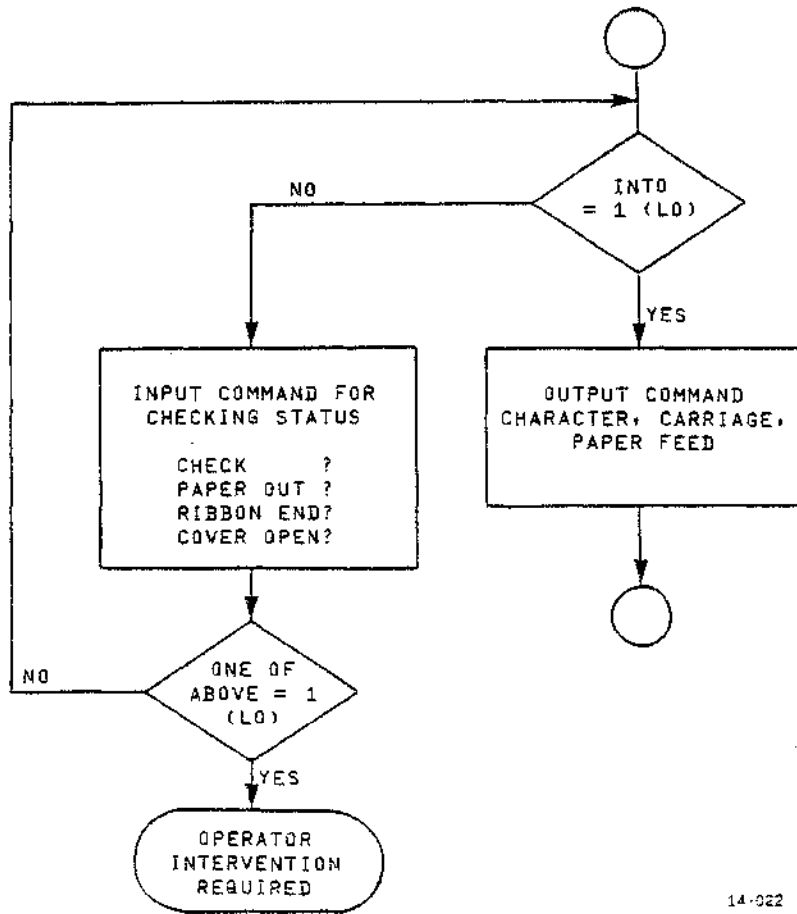 INTO
= 1 (LO)
NO
YES
INPUT COMMAND FOR
CHECKING STATUS
CHECK ?
PAPER OUT ?
RIBBON END?
COVER OPEN?
OUTPUT COMMAND
CHARACTER, CARRIAGE,
PAPER FEED
NO
ONE OF
ABOVE = 1
(LO)
YES
OPERATOR
INTERVENTION
REQUIRED
14-022